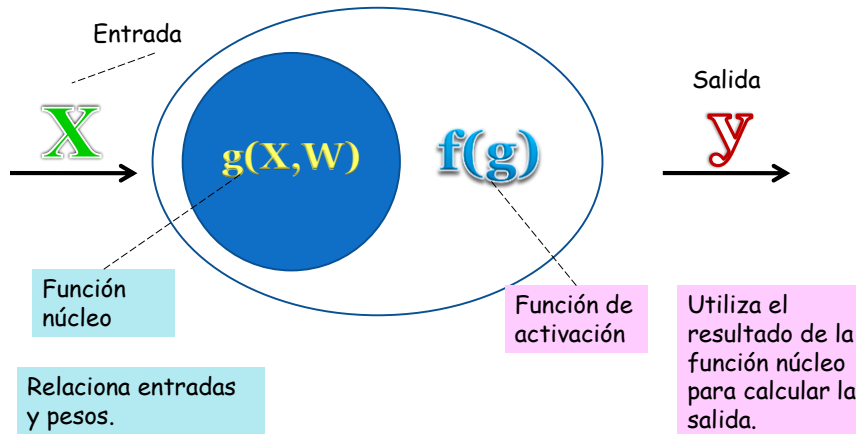 Entrada
X
g(X,W)
f(g)
Salida
y
Función
núcleo
Relaciona entradas
y pesos.
Función de
activación
Utiliza el
resultado de la
función núcleo
para calcular la
salida.